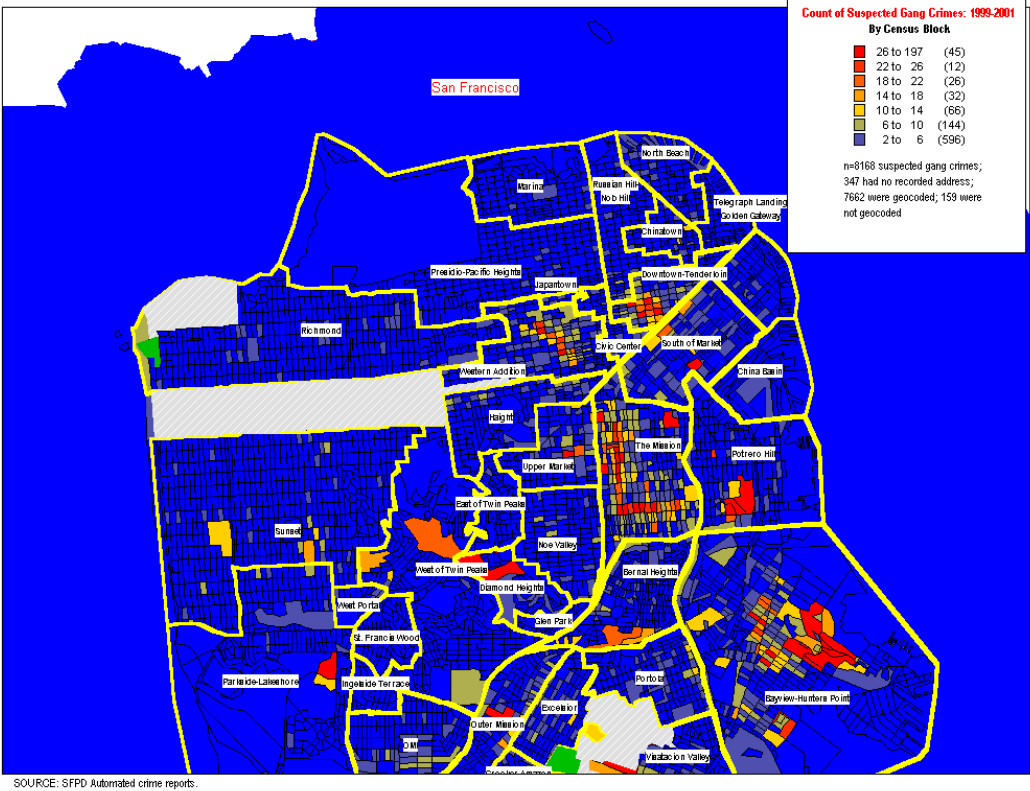 Count of Suspected Gang Crimes: 1999-2001
By Census Block
26 to 197 (45)
22 to 26 (12)
18 to 22 (26)
14 to 18 (32)
10 to 14 (66)
6 to 10 (144)
2 to 6 (596)
n=8168 suspected gang crimes;
347 had no recorded address;
7662 were geocoded; 159 were
not geocoded
San Francisco
North Beach
Marina
Russian Hill-
Nob Hill
Telegraph Landing
Golden Gateway
Chinatown
Presidio-Pacific Heights
Downtown-Tenderloin
Japantown
Richmond
Civic Center
South of Market
Western Addition
China Basin
Haight
The Mission
Potrero Hill
Upper Market
East of Twin Peaks
Sunset
Noe Valley
West of Twin Peaks
Bernal Heights
Diamond Heights
West Portal
Glen Park
St. Francis Wood
Parkside-Lakeshore
Ingelside Terrace
Portola
Bayview-Hunters Point
Excelsior
Outer Mission
OMI
Visatacion Valley
Crocker Amazon
SOURCE: SFPD Automated crime reports.